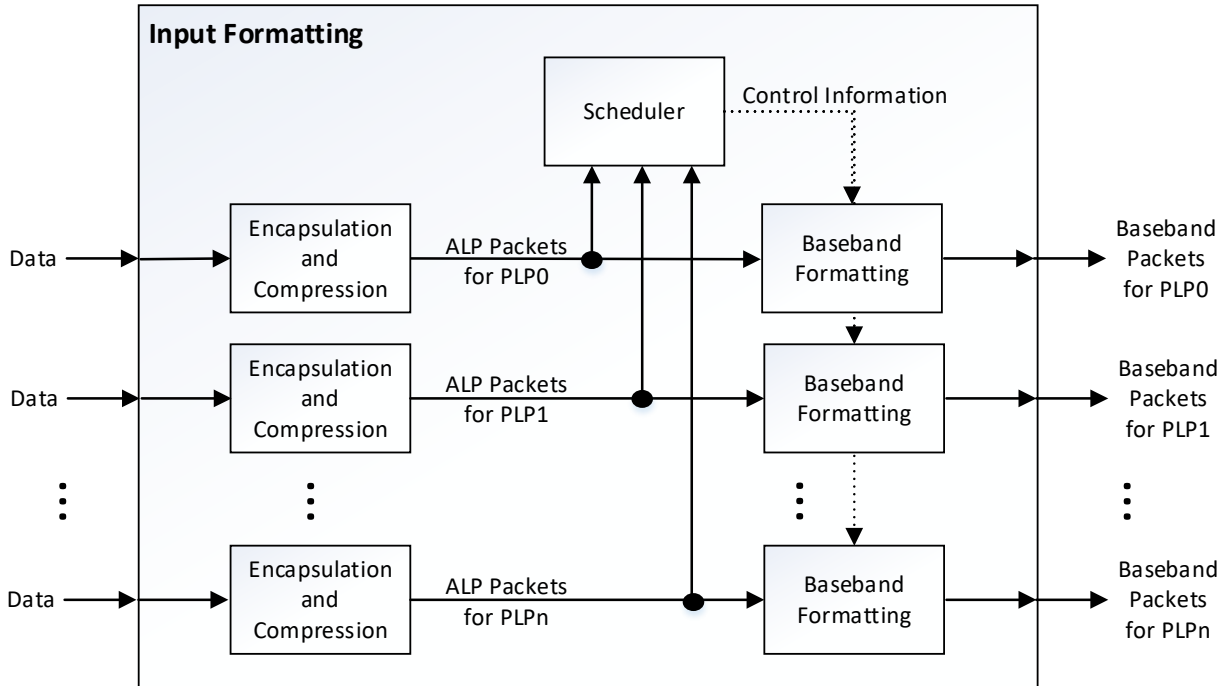 Input Formatting
Scheduler
Control Information
Data
Encapsulation
and
Compression
ALP Packets
for PLP0
Baseband
Formatting
Baseband
Packets
for PLP0
Data
Encapsulation
and
Compression
ALP Packets
for PLP1
Baseband
Formatting
Baseband
Packets
for PLP1
Data
Encapsulation
and
Compression
ALP Packets
for PLPn
Baseband
Formatting
Baseband
Packets
for PLPn